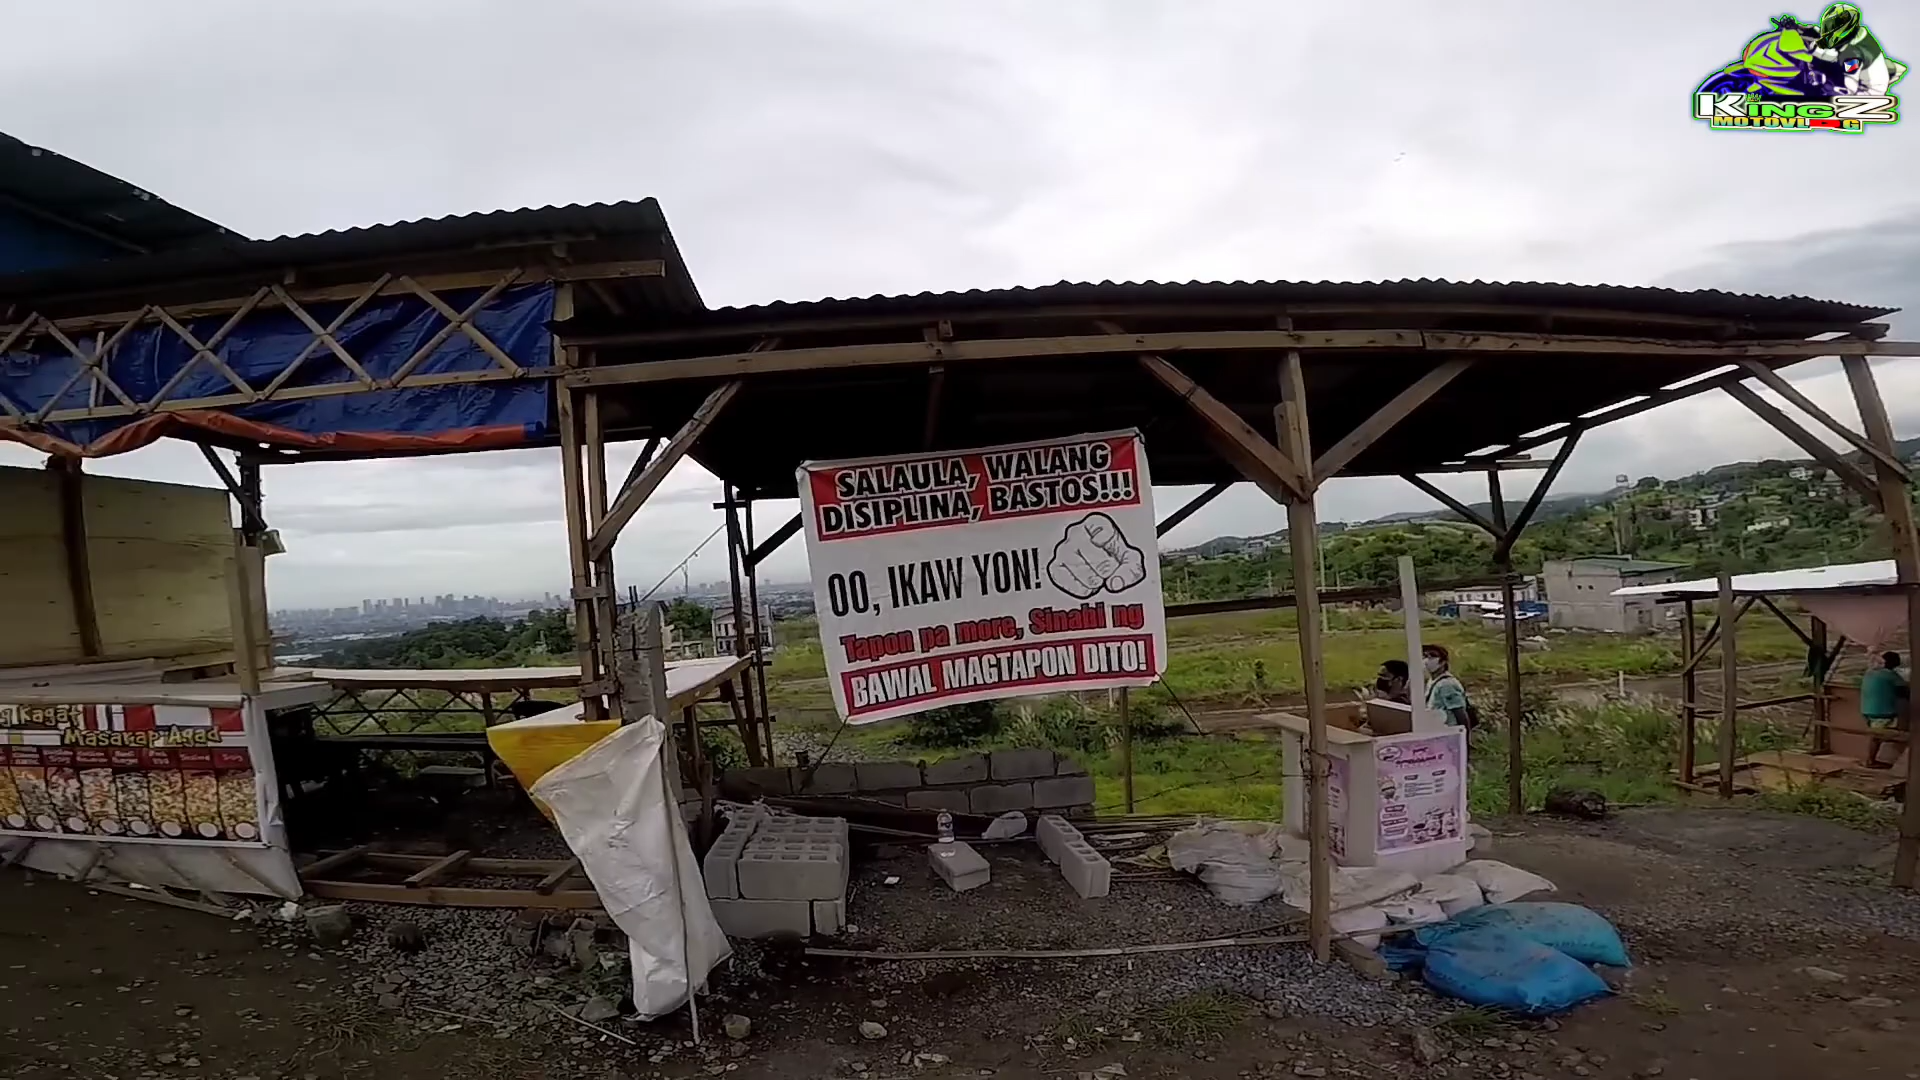 KINGZ
MOTOVLOG
SALAULA, WALANG
DISIPLINA, BASTOS!!!
OO, IKAW YON!
Tapon pa more, Sinabi ng
BAWAL MAGTAPON DITO!
Kagat
Masarap Agad